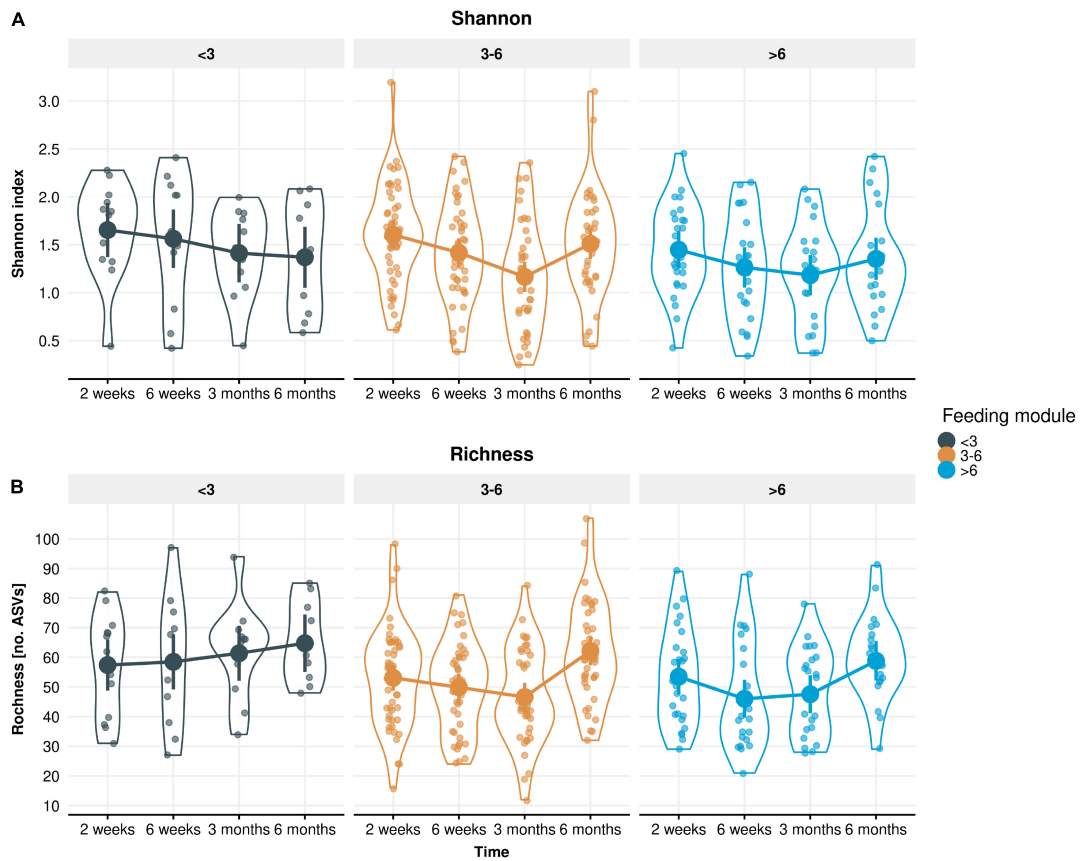 A
Shannon
<3 3-6 >6
Shannon index
3.0
2.5
2.0
1.5
1.0
0.5
2 weeks 6 weeks 3 months 6 months 2 weeks 6 weeks 3 months 6 months 2 weeks 6 weeks 3 months 6 months
Feeding module
<3
3-6
>6
Richness
B
<3 3-6 >6
Rochness [no. ASVs]
100
90
80
70
60
50
40
30
20
10
2 weeks 6 weeks 3 months 6 months 2 weeks 6 weeks 3 months 6 months 2 weeks 6 weeks 3 months 6 months
Time